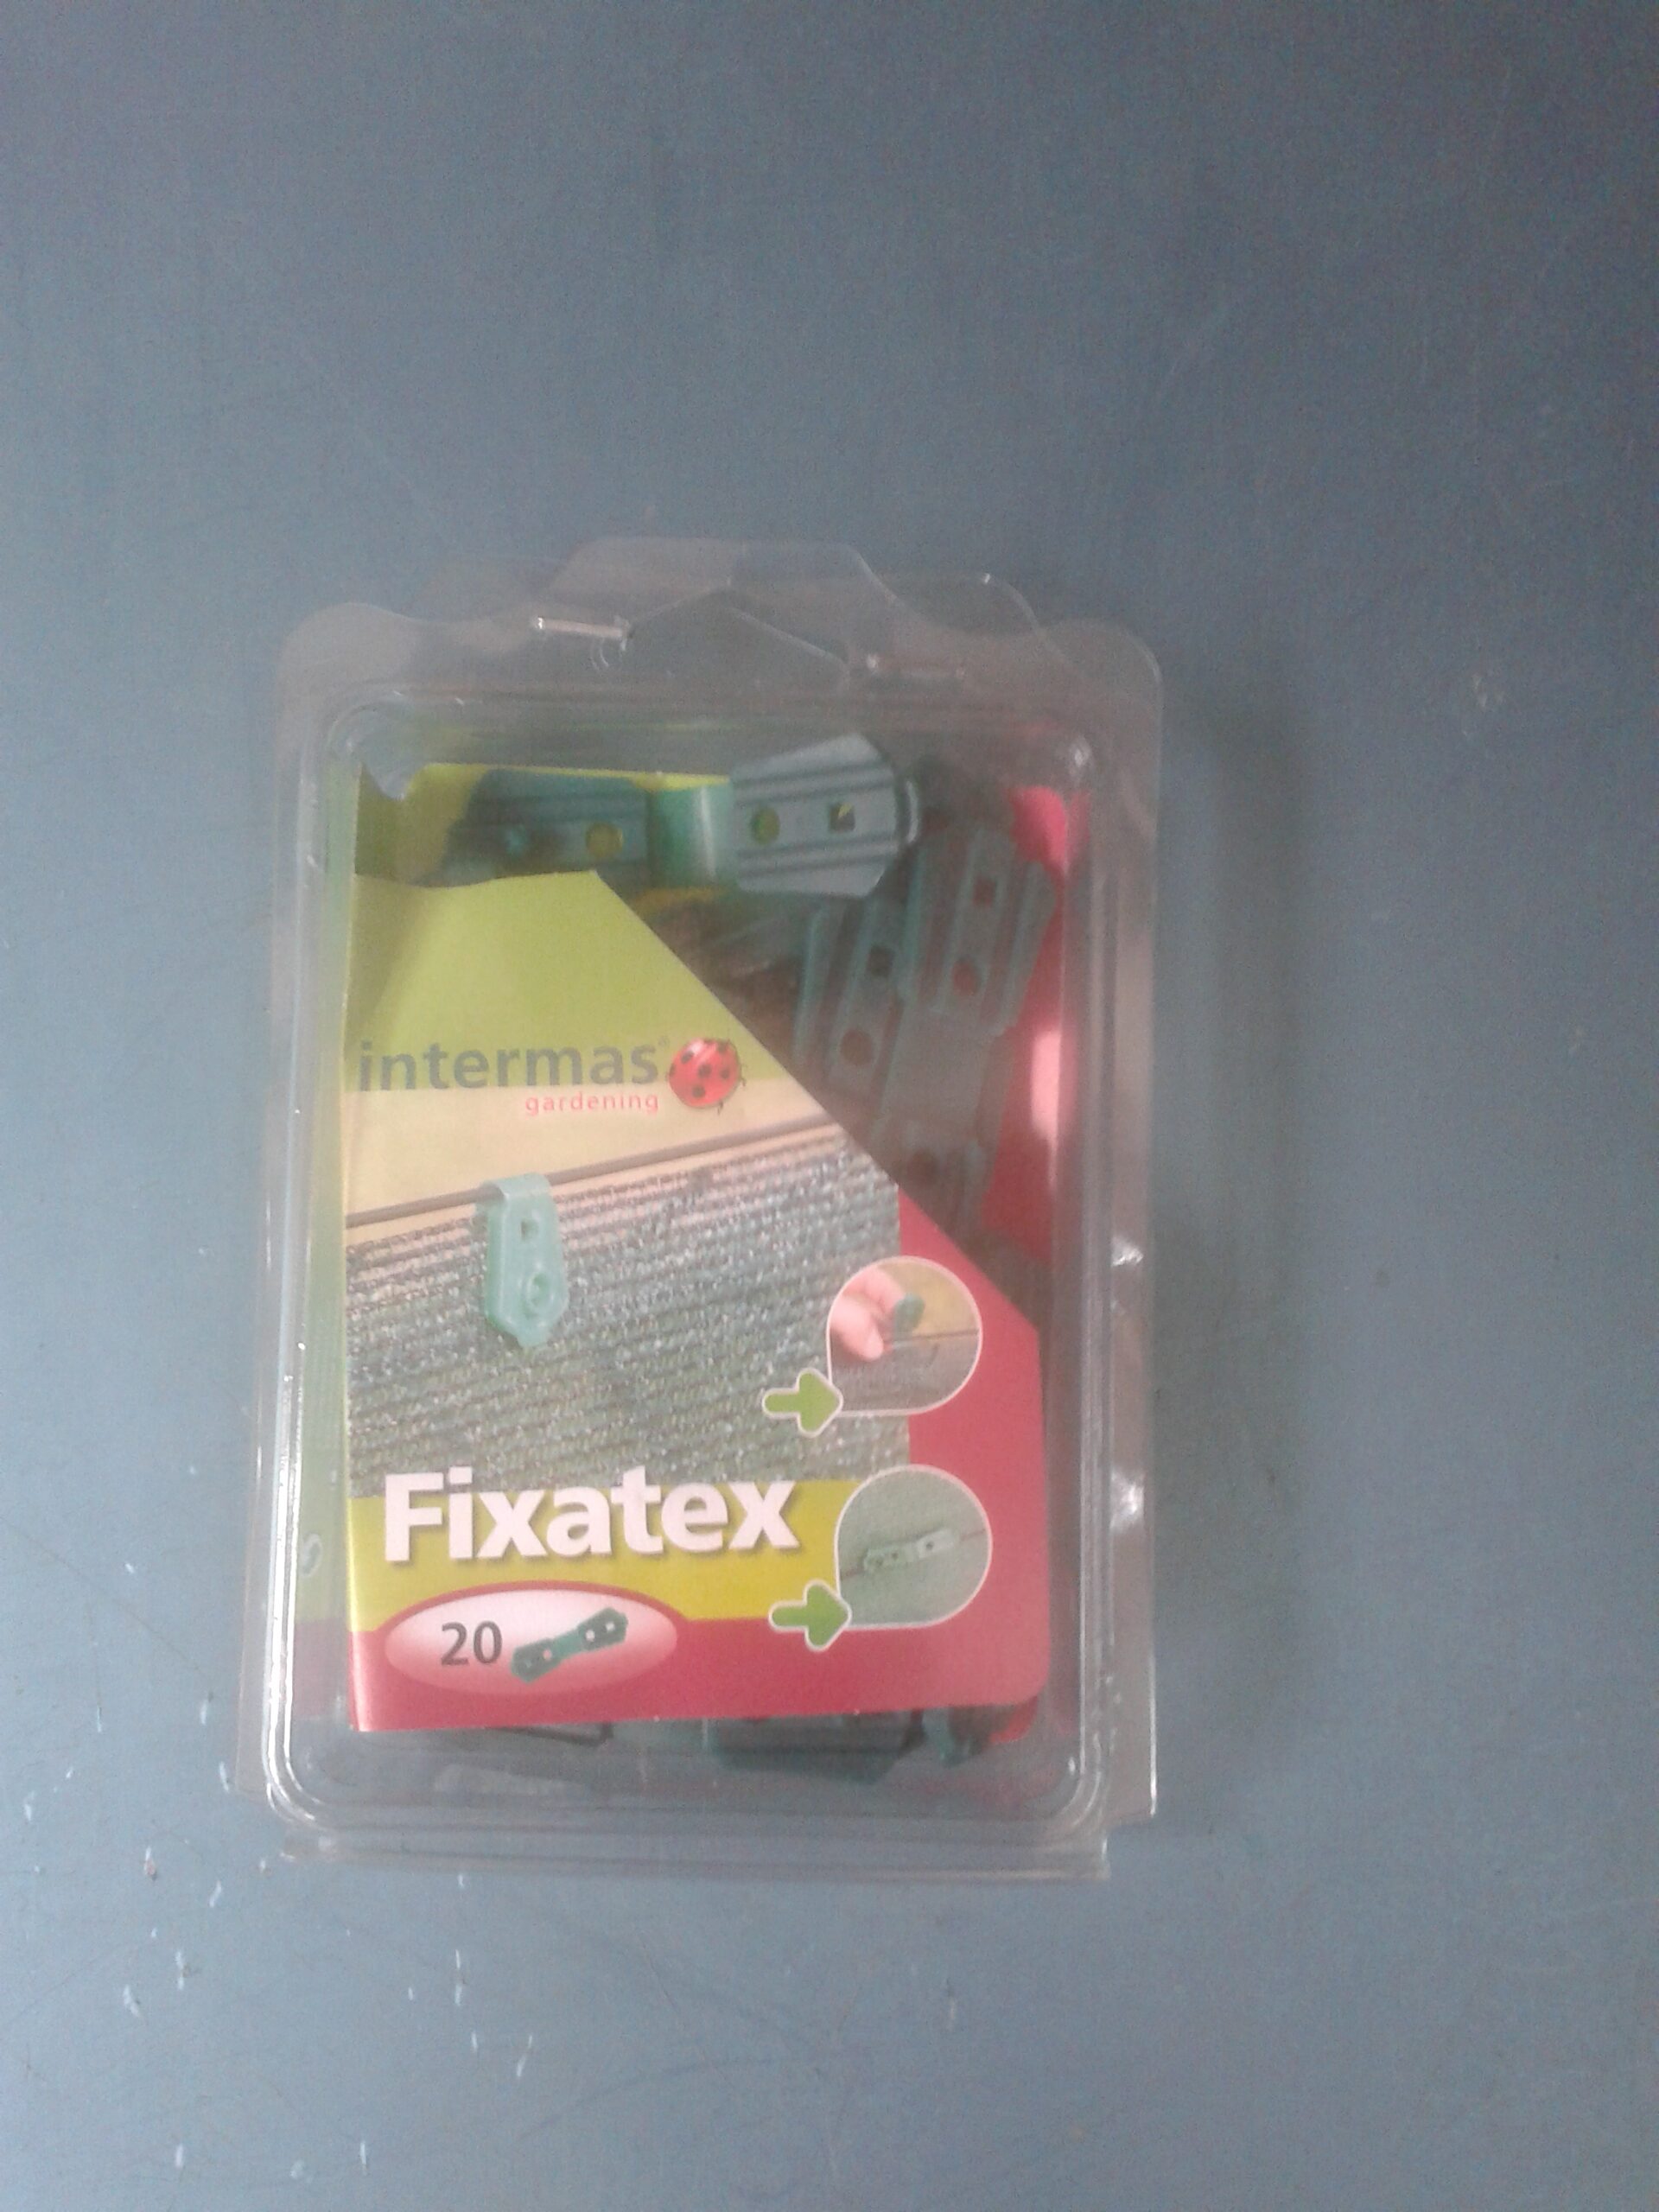 intermas®
gardening
Fixatex
20